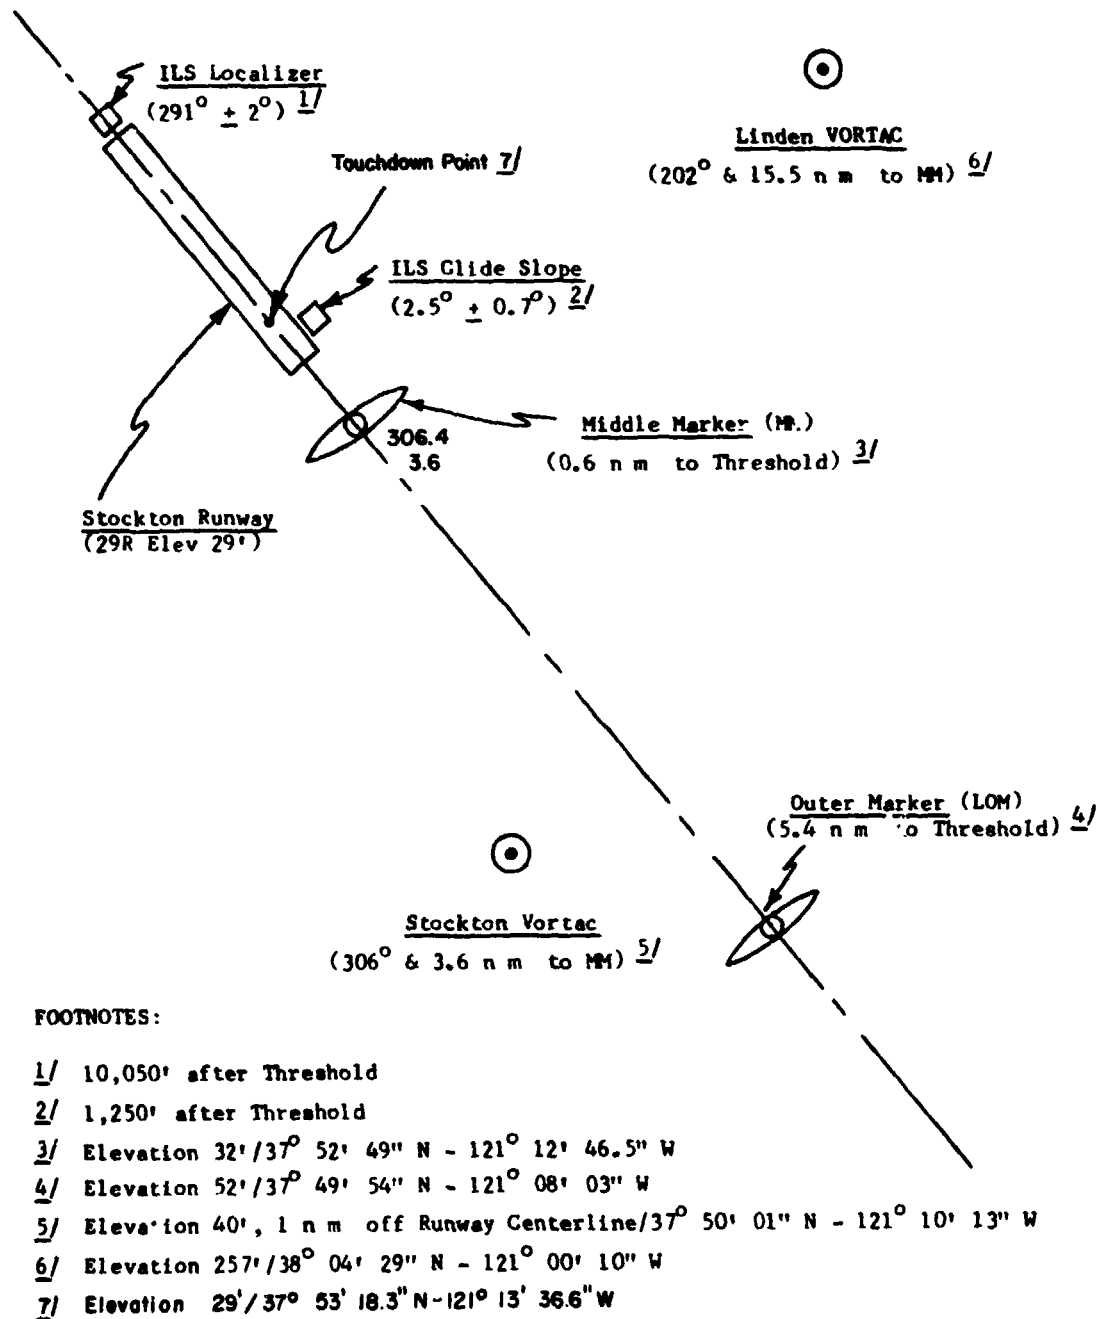 ILS Localizer
(291° ± 2°) 1/
Touchdown Point 7/
Linden VORTAC
(202° & 15.5 n m to MM) 6/
ILS Glide Slope
(2.5° ± 0.7°) 2/
Middle Marker (MM.)
(0.6 n m to Threshold) 3/
306.4
3.6
Stockton Runway
(29R Elev 29')
Outer Marker (LOM)
(5.4 n m to Threshold) 4/
Stockton Vortac
(306° & 3.6 n m to MM) 5/
FOOTNOTES:
1/ 10,050' after Threshold
2/ 1,250' after Threshold
3/ Elevation 32'/37° 52' 49" N - 121° 12' 46.5" W
4/ Elevation 52'/37° 49' 54" N - 121° 08' 03" W
5/ Elevation 40', 1 n m off Runway Centerline/37° 50' 01" N - 121° 10' 13" W
6/ Elevation 257'/38° 04' 29" N - 121° 00' 10" W
7/ Elevation 29'/37° 53' 18.3" N-121° 13' 36.6" W